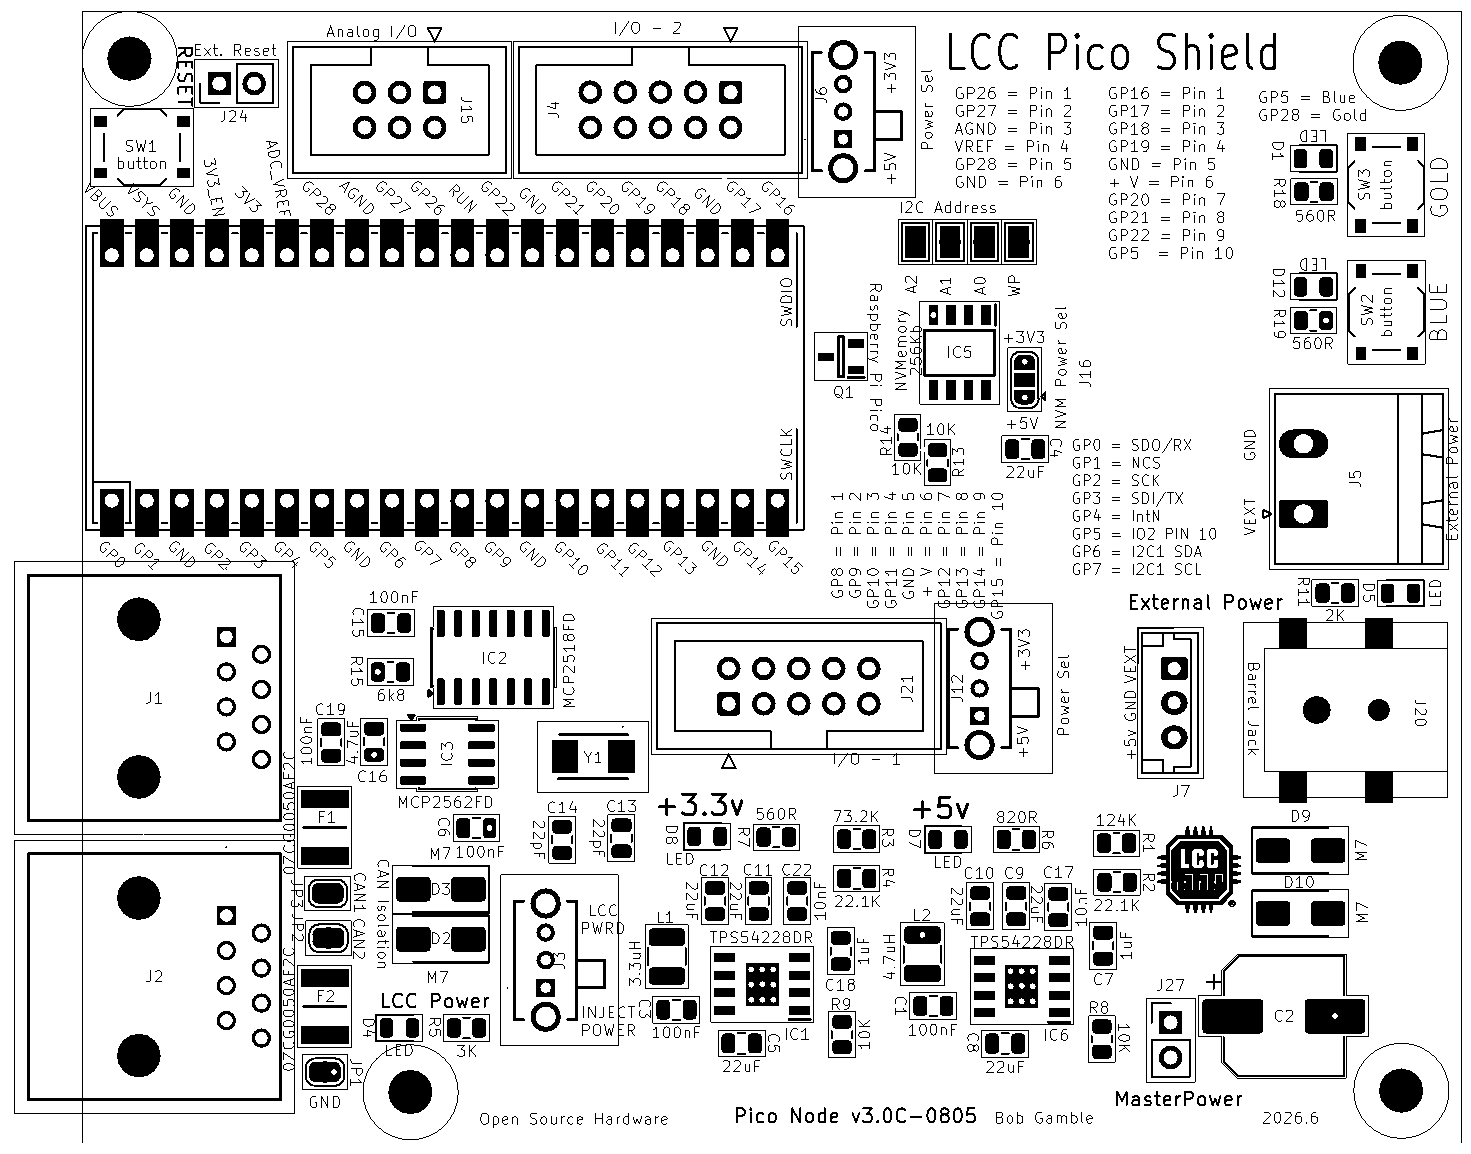 LCC Pico Shield
Analog I/O
I/O - 2
Ext. Reset
RESET
J24
SW1
button
J15
J4
J6
+3V3
+5V
Power Sel
GP26 = Pin 1
GP27 = Pin 2
AGND = Pin 3
VREF = Pin 4
GP28 = Pin 5
GND = Pin 6
GP16 = Pin 1
GP17 = Pin 2
GP18 = Pin 3
GP19 = Pin 4
GND = Pin 5
+ V = Pin 6
GP20 = Pin 7
GP21 = Pin 8
GP22 = Pin 9
GP5  = Pin 10
GP5 = Blue
GP28 = Gold
LED
D1
R18
560R
SW3
button
GOLD
LED
D12
R19
560R
SW2
button
BLUE
VBUS
VSYS
GND
3V3_EN
3V3
ADC_VREF
GP28
AGND
GP27
GP26
RUN
GP22
GND
GP21
GP20
GP19
GP18
GND
GP17
GP16
I2C Address
A2
A1
A0
WP
SWDIO
SWCLK
Raspberry Pi Pico
Q1
NVMemory
256Kb
IC5
+3V3
+5V
NVM Power Sel
J16
R14
10K
10K
R13
C4
22uF
GP0 = SDO/RX
GP1 = NCS
GP2 = SCK
GP3 = SDI/TX
GP4 = IntN
GP5 = IO2 PIN 10
GP6 = I2C1 SDA
GP7 = I2C1 SCL
GND
VEXT
J5
External Power
GP0
GP1
GND
GP2
GP3
GP4
GP5
GND
GP6
GP7
GP8
GP9
GND
GP10
GP11
GP12
GP13
GND
GP14
GP15
GP8 = Pin 1
GP9 = Pin 2
GP10 = Pin 3
GP11 = Pin 4
GND = Pin 5
+ V = Pin 6
GP12 = Pin 7
GP13 = Pin 8
GP14 = Pin 9
GP15 = Pin 10
R11
2K
D5
LED
External Power
J1
100nF
C15
R15
6k8
IC2
MCP2518FD
J21
I/O - 1
J12
+3V3
+5V
Power Sel
+5v GND VEXT
J7
Barrel Jack
J20
C19
100nF
4.7uF
C16
IC3
MCP2562FD
Y1
0ZCG0050AF2C
F1
C6
100nF
C14
22pF
C13
22pF
+3.3v
D8
LED
R7
560R
73.2K
R3
R4
22.1K
+5v
D7
LED
820R
R6
124K
R1
R2
22.1K
LCC
D9
M7
D10
M7
J2
JP3
JP2
CAN1
CAN2
CAN Isolation
M7
D3
D2
M7
LCC
PWRD
J3
INJECT
POWER
L1
3.3uH
C12
22uF
C11
22uF
C22
10nF
TPS54228DR
IC1
C18
1nF
C3
100nF
C5
22uF
R9
10K
L2
4.7uH
C10
22uF
C9
22uF
C17
10nF
TPS54228DR
IC6
C7
1nF
C1
100nF
C8
22uF
R8
10K
J27
MasterPower
+
C2
0ZCG0050AF2C
F2
LCC Power
D4
LED
R5
3K
JP1
GND
Open Source Hardware
Pico Node v3.0C-0805
Bob Gamble
2026.6